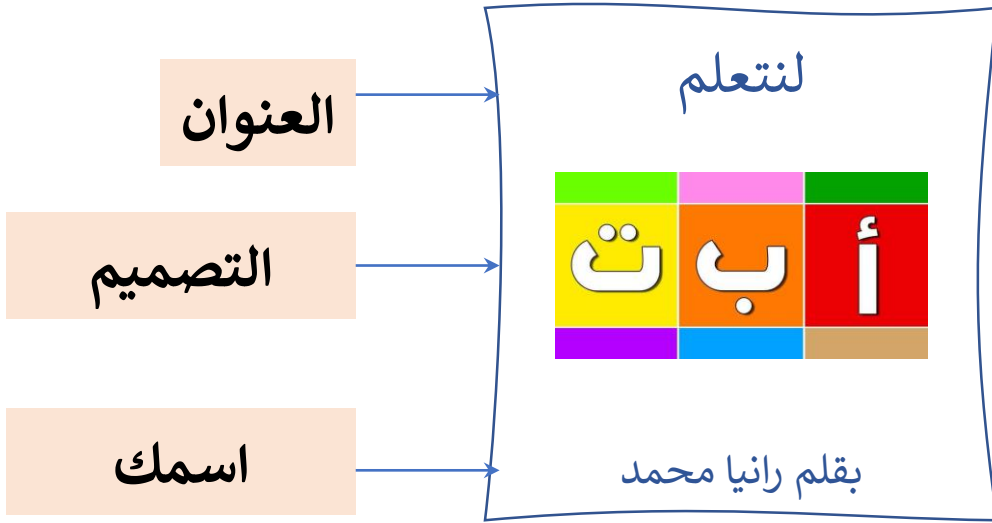 لنتعلم
العنوان
أ ب ت
التصميم
بقلم رانيا محمد
اسمك